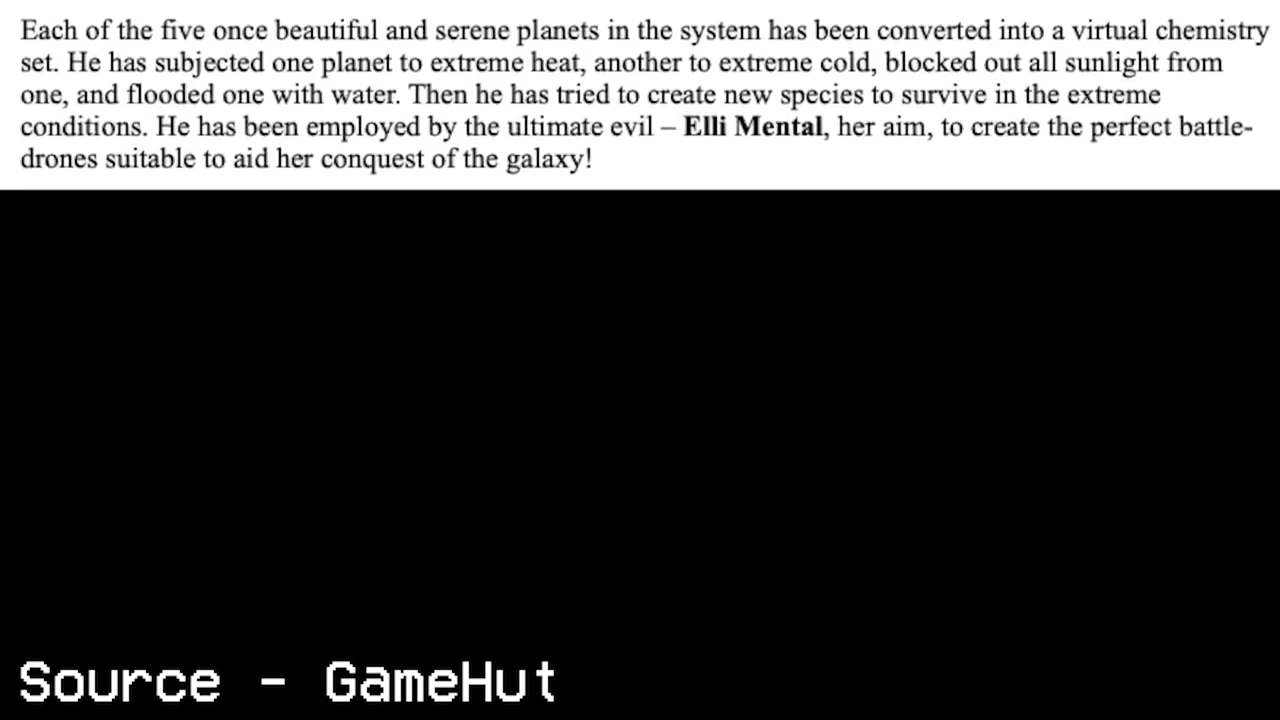 Each of the five once beautiful and serene planets in the system has been converted into a virtual chemistry
set. He has subjected one planet to extreme heat, another to extreme cold, blocked out all sunlight from
one, and flooded one with water. Then he has tried to create new species to survive in the extreme
conditions. He has been employed by the ultimate evil – Elli Mental, her aim, to create the perfect battle-
drones suitable to aid her conquest of the galaxy!
Source - GameHut